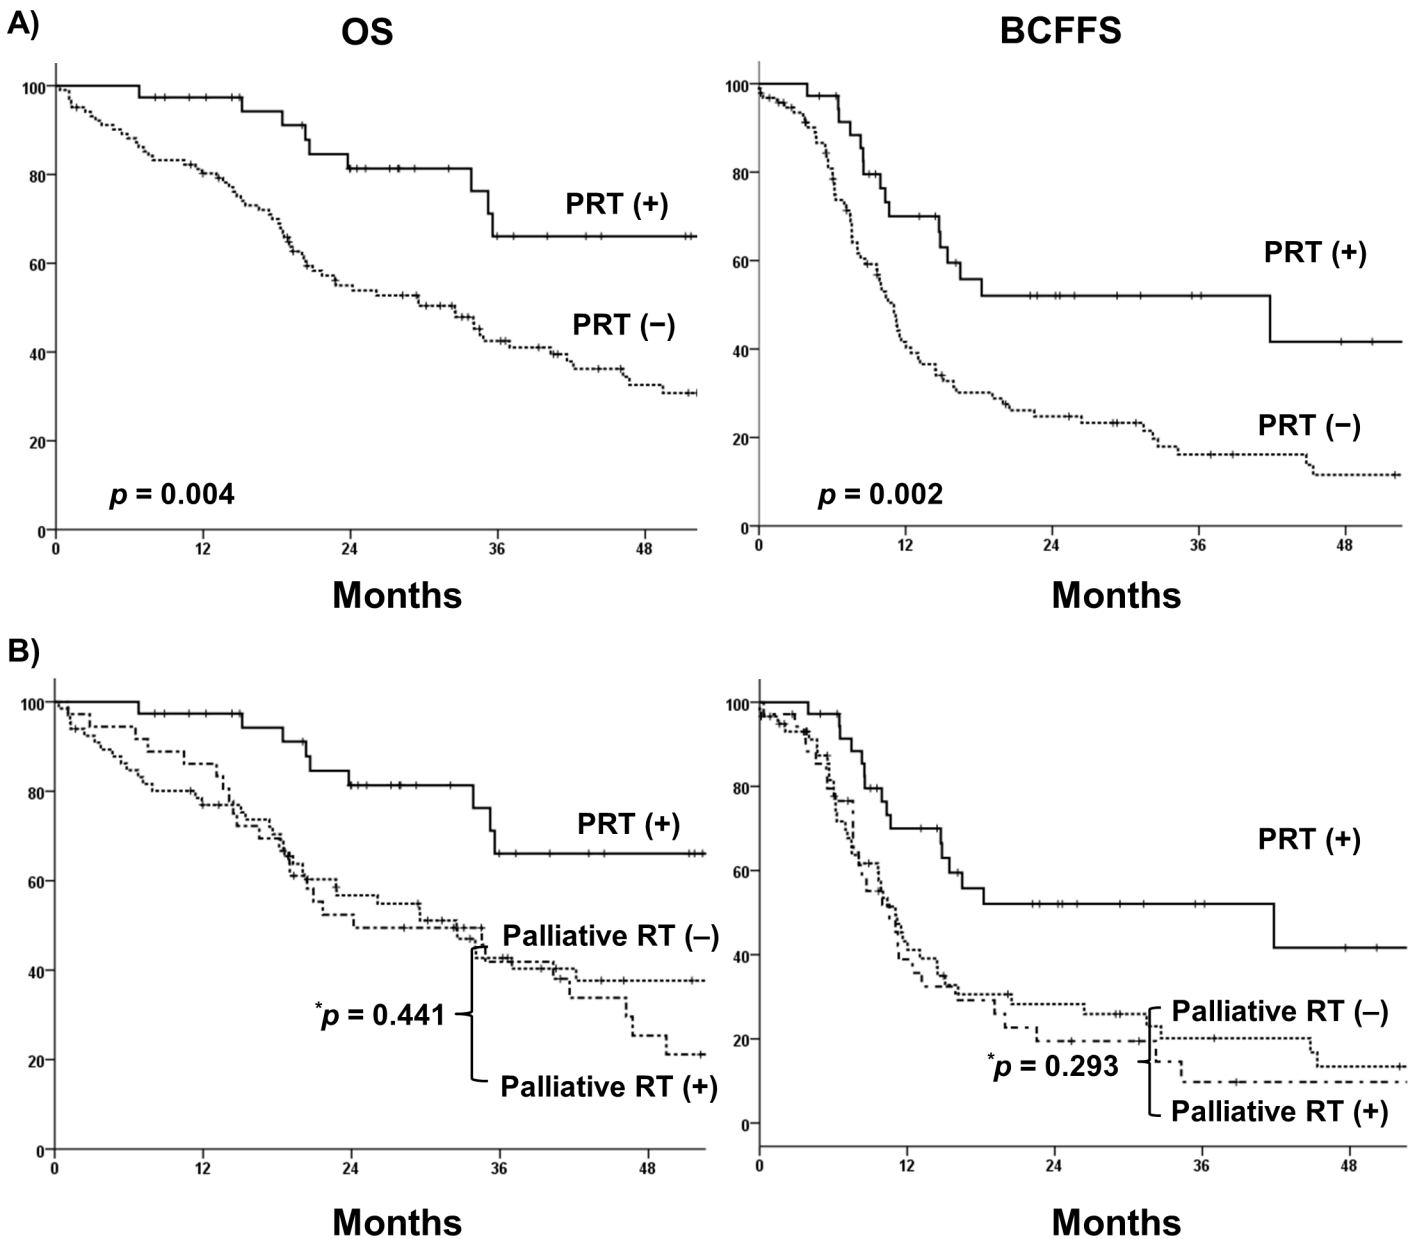 A)
OS
BCFFS
100
80
60
40
20
0
PRT (+)
PRT (−)
p = 0.004
0 12 24 36 48
Months
100
80
60
40
20
0
PRT (+)
PRT (−)
p = 0.002
0 12 24 36 48
Months
B)
100
80
60
40
20
0
PRT (+)
Palliative RT (–)
*p = 0.441
Palliative RT (+)
0 12 24 36 48
Months
100
80
60
40
20
0
PRT (+)
Palliative RT (–)
*p = 0.293
Palliative RT (+)
0 12 24 36 48
Months